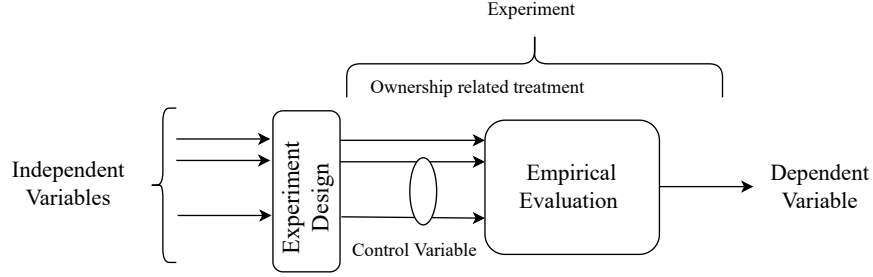 Experiment
Ownership related treatment
Independent
Variables
Experiment
Design
Empirical
Evaluation
Dependent
Variable
Control Variable